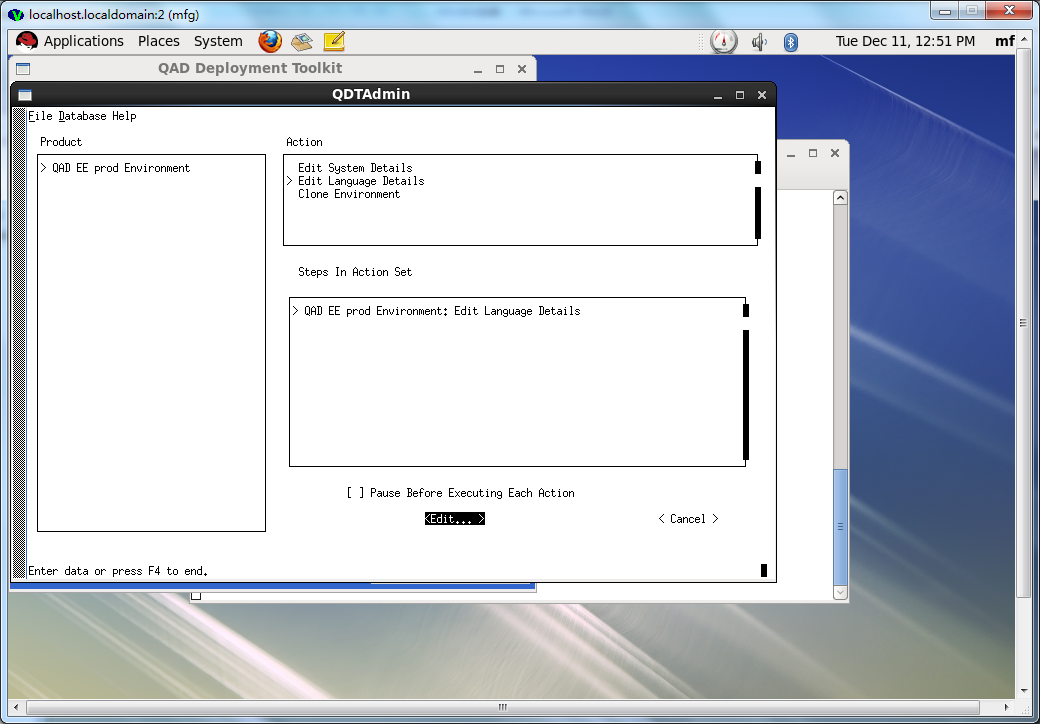 localhost.localdomain:2 (mfg)
Applications Places System Tue Dec 11, 12:51 PM mf
QAD Deployment Toolkit
QDTAdmin
File Database Help
Product Action
> QAD EE prod Environment
Edit System Details
> Edit Language Details
Clone Environment
Steps In Action Set
> QAD EE prod Environment: Edit Language Details
[ ] Pause Before Executing Each Action
<Edit... > < Cancel >
Enter data or press F4 to end.